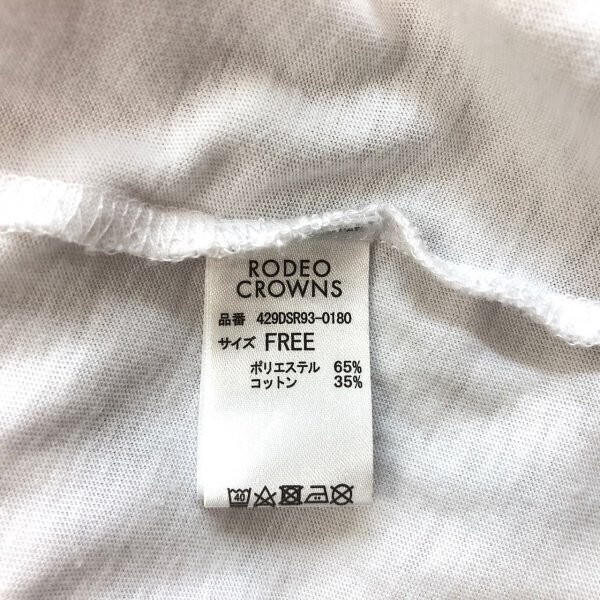 RODEO
CROWNS
品番 429DSR93-0180
サイズ FREE
ポリエステル 65%
コットン 35%
40